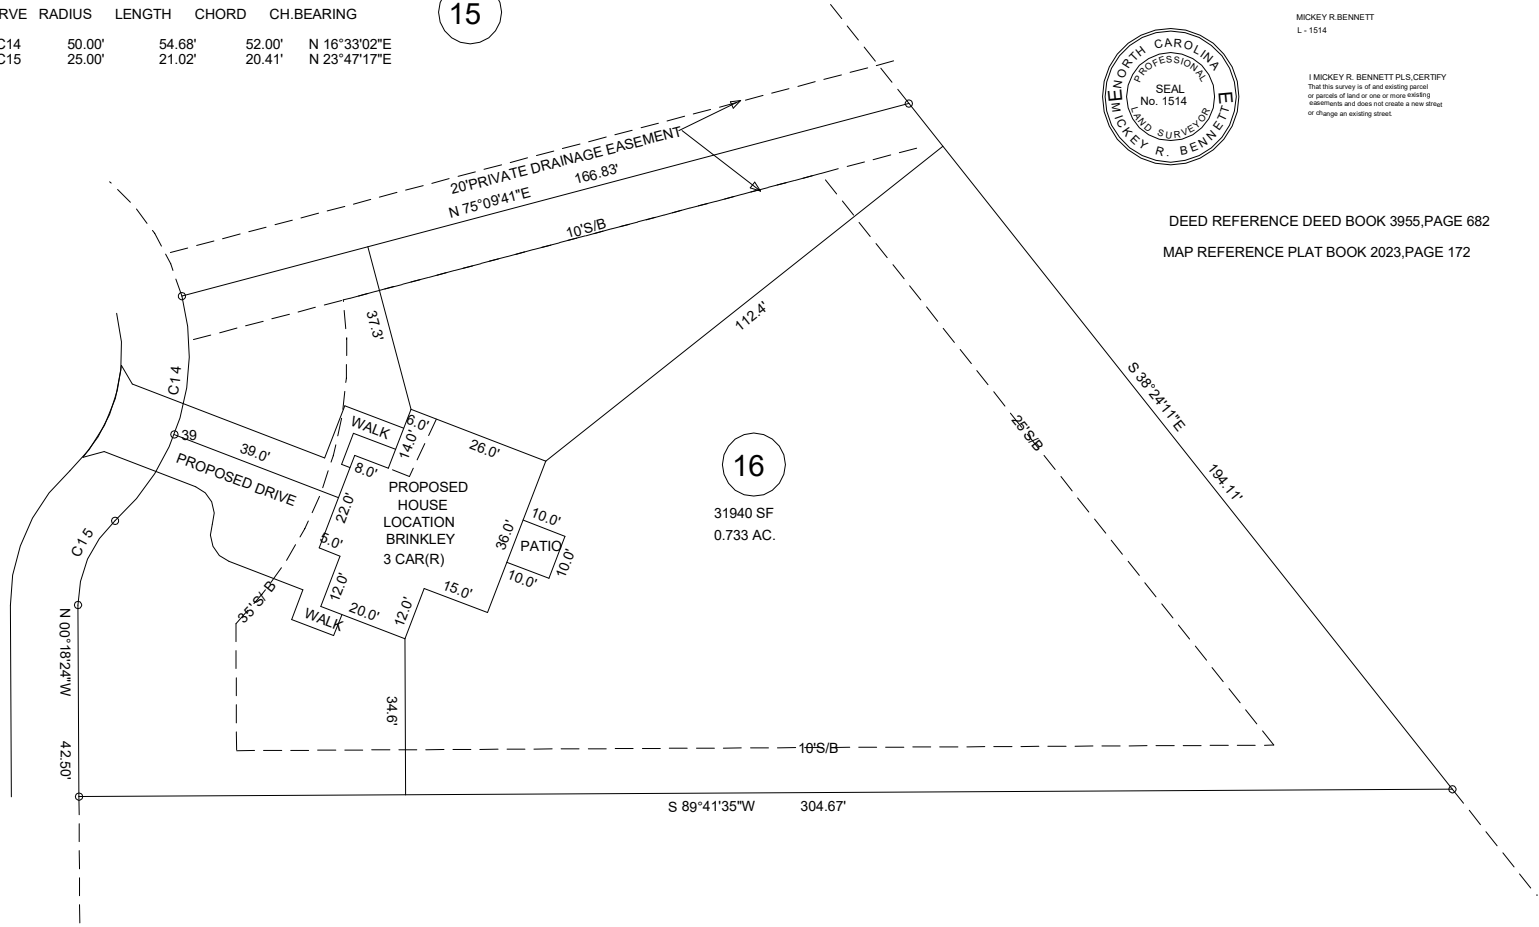 RVE RADIUS LENGTH CHORD CH.BEARING
C14 50.00' 54.68' 52.00' N 16°33'02"E
C15 25.00' 21.02' 20.41' N 23°47'17"E
15
MICKEY R.BENNETT
L - 1514
NORTH CAROLINA
PROFESSIONAL
SEAL
No. 1514
LAND SURVEYOR
MICKEY R. BENNETT
I MICKEY R. BENNETT PLS,CERTIFY
That this survey is of and existing parcel
or parcels of land or one or more existing
easements and does not create a new street
or change an existing street.
20'PRIVATE DRAINAGE EASEMENT
N 75°09'41"E 166.83'
10'S/B
DEED REFERENCE DEED BOOK 3955,PAGE 682
MAP REFERENCE PLAT BOOK 2023,PAGE 172
37.3'
112.4'
C14
S 38°24'11"E
194.11'
25'S/B
39
39.0'
PROPOSED DRIVE
WALK
6.0'
14.0'
26.0'
8.0'
22.0'
PROPOSED
HOUSE
LOCATION
BRINKLEY
3 CAR(R)
16
31940 SF
0.733 AC.
36.0'
10.0'
PATIO
10.0'
10.0'
5.0'
12.0'
15.0'
20.0'
12.0'
WALK
35'S/ B
C15
N 00°18'24"W
42.50'
34.6'
10'S/B
S 89°41'35"W 304.67'